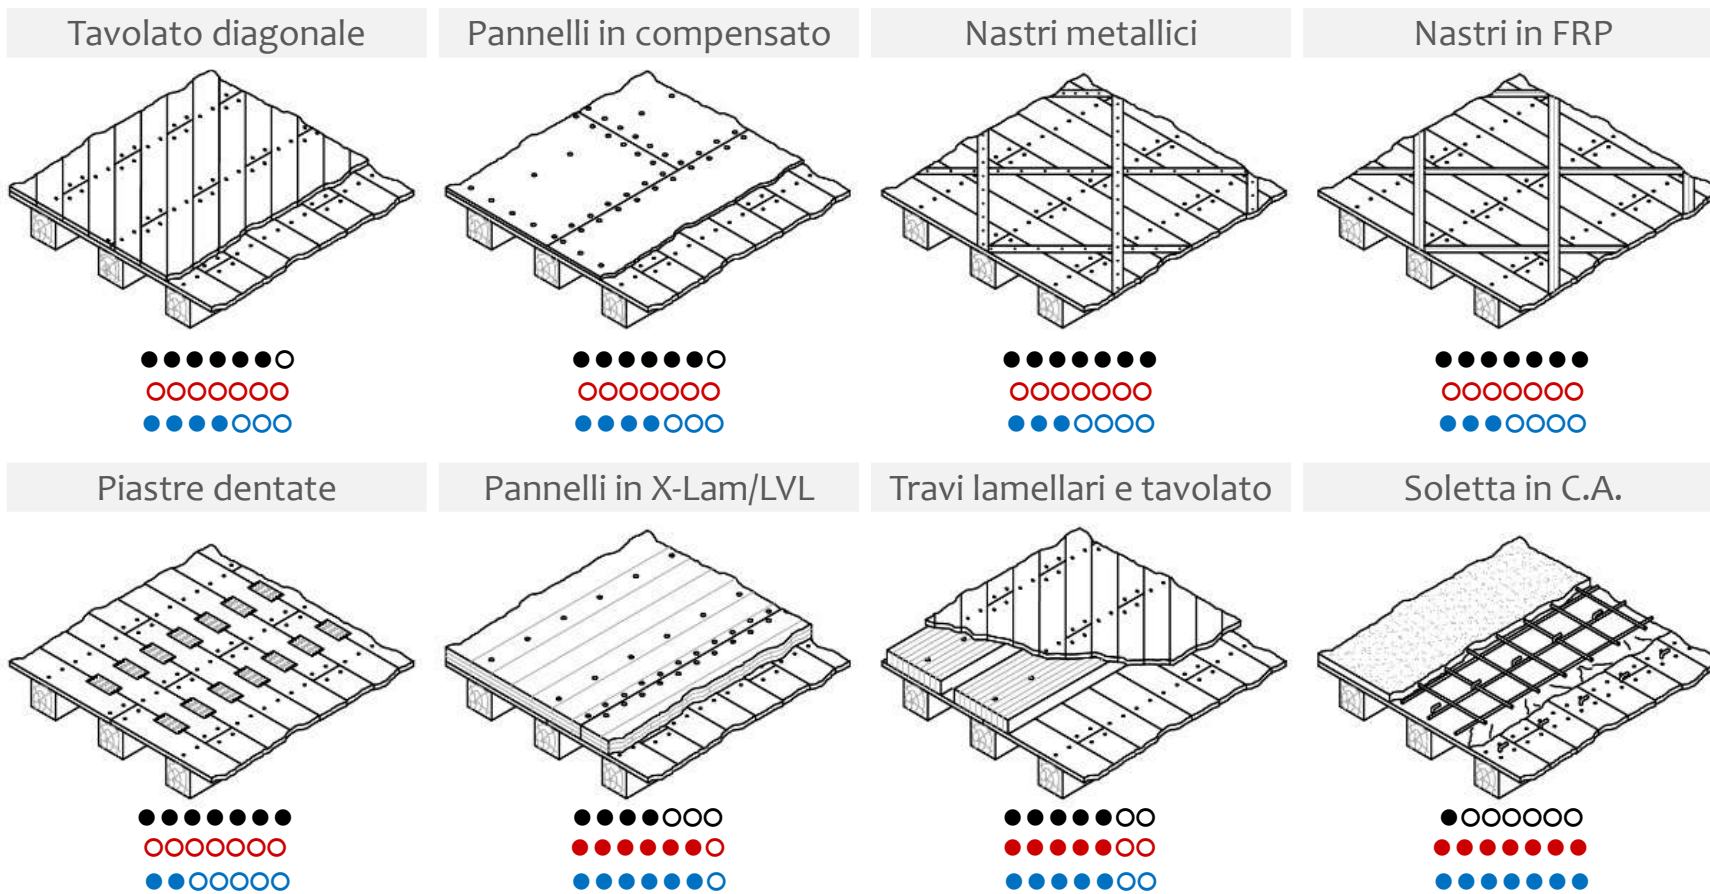 Tavolato diagonale
Pannelli in compensato
Nastri metallici
Nastri in FRP
Piastre dentate
Pannelli in X-Lam/LVL
Travi lamellari e tavolato
Soletta in C.A.